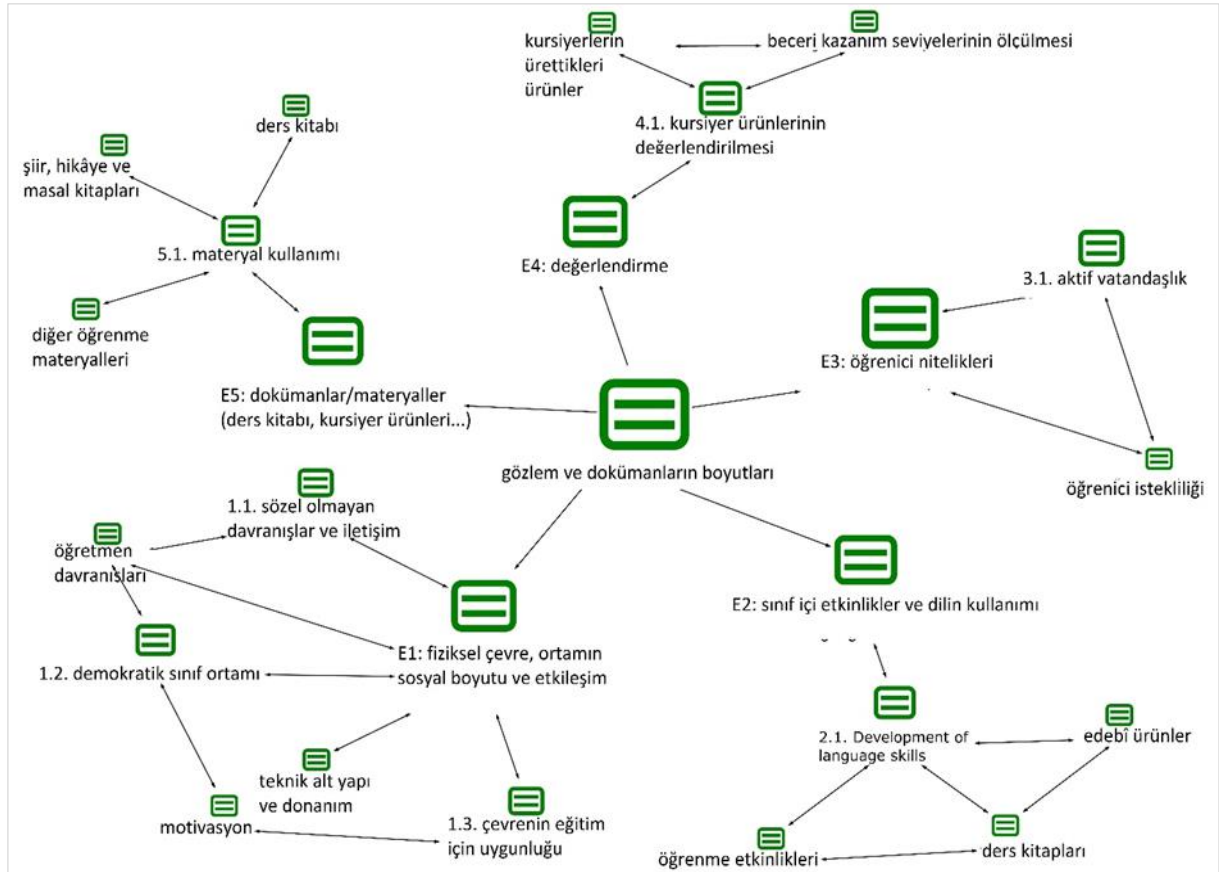 kursiyerlerin
ürettikleri
ürünler
beceri kazanım seviyelerinin ölçülmesi
4.1. kursiyer ürünlerinin
değerlendirilmesi
ders kitabı
şiir, hikâye ve
masal kitapları
5.1. materyal kullanımı
diğer öğrenme
materyalleri
E4: değerlendirme
3.1. aktif vatandaşlık
E3: öğrenici nitelikleri
E5: dokümanlar/materyaller
(ders kitabı, kursiyer ürünleri...)
gözlem ve dokümanların boyutları
öğrenici istekliliği
1.1. sözel olmayan
davranışlar ve iletişim
öğretmen
davranışları
E2: sınıf içi etkinlikler ve dilin kullanımı
1.2. demokratik sınıf ortamı
E1: fiziksel çevre, ortamın
sosyal boyutu ve etkileşim
2.1. Development of
language skills
edebî ürünler
teknik alt yapı
ve donanım
motivasyon
1.3. çevrenin eğitim
için uygunluğu
öğrenme etkinlikleri
ders kitapları